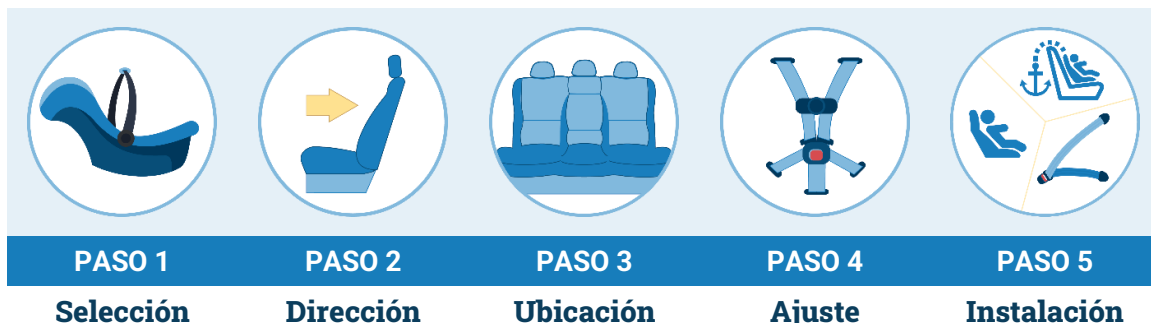 PASO 1
PASO 2
PASO 3
PASO 4
PASO 5
Selección
Dirección
Ubicación
Ajuste
Instalación